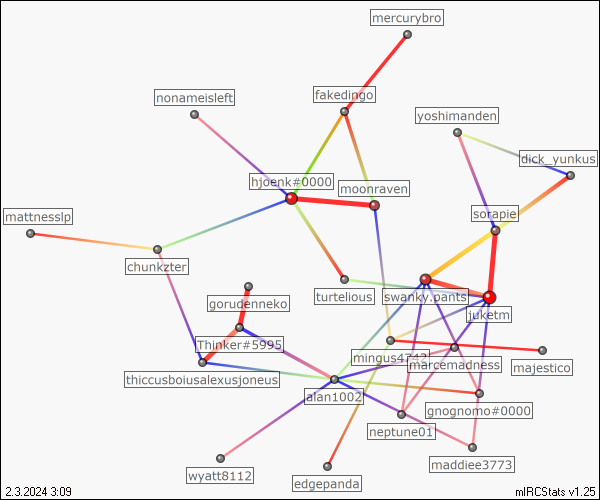 mercurybro
nonameisleft
fakedingo
yoshimanden
dick_yunkus
hjoenk#0000
moonraven
mattnesslp
sorapie
chunkzter
gorudenneko
turtelious
swanky.pants
juketm
Thinker#5995
mingus4742
marcemadness
majestico
thiccusboiusalexusjoneus
alan1002
gnognomo#0000
neptune01
wyatt8112
edgepanda
maddiee3773
2.3.2024 3:09
mIRCStats v1.25